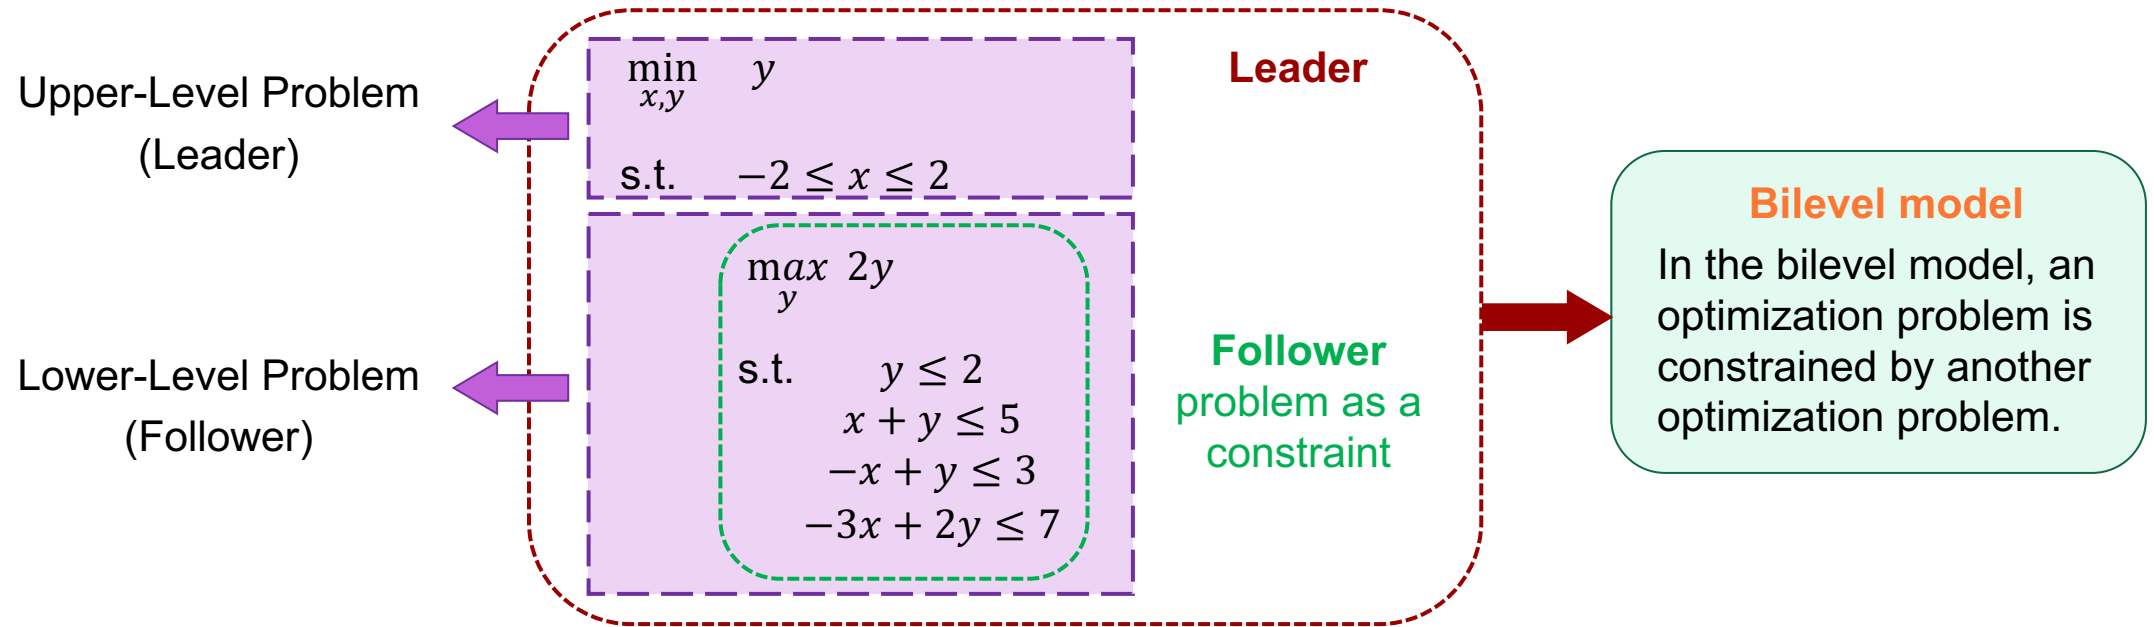 Upper-Level Problem
(Leader)
min y
x,y
s.t. −2 ≤ x ≤ 2
Leader
Lower-Level Problem
(Follower)
max 2y
y
s.t. y ≤ 2
x + y ≤ 5
−x + y ≤ 3
−3x + 2y ≤ 7
Follower
problem as a
constraint
Bilevel model
In the bilevel model, an
optimization problem is
constrained by another
optimization problem.